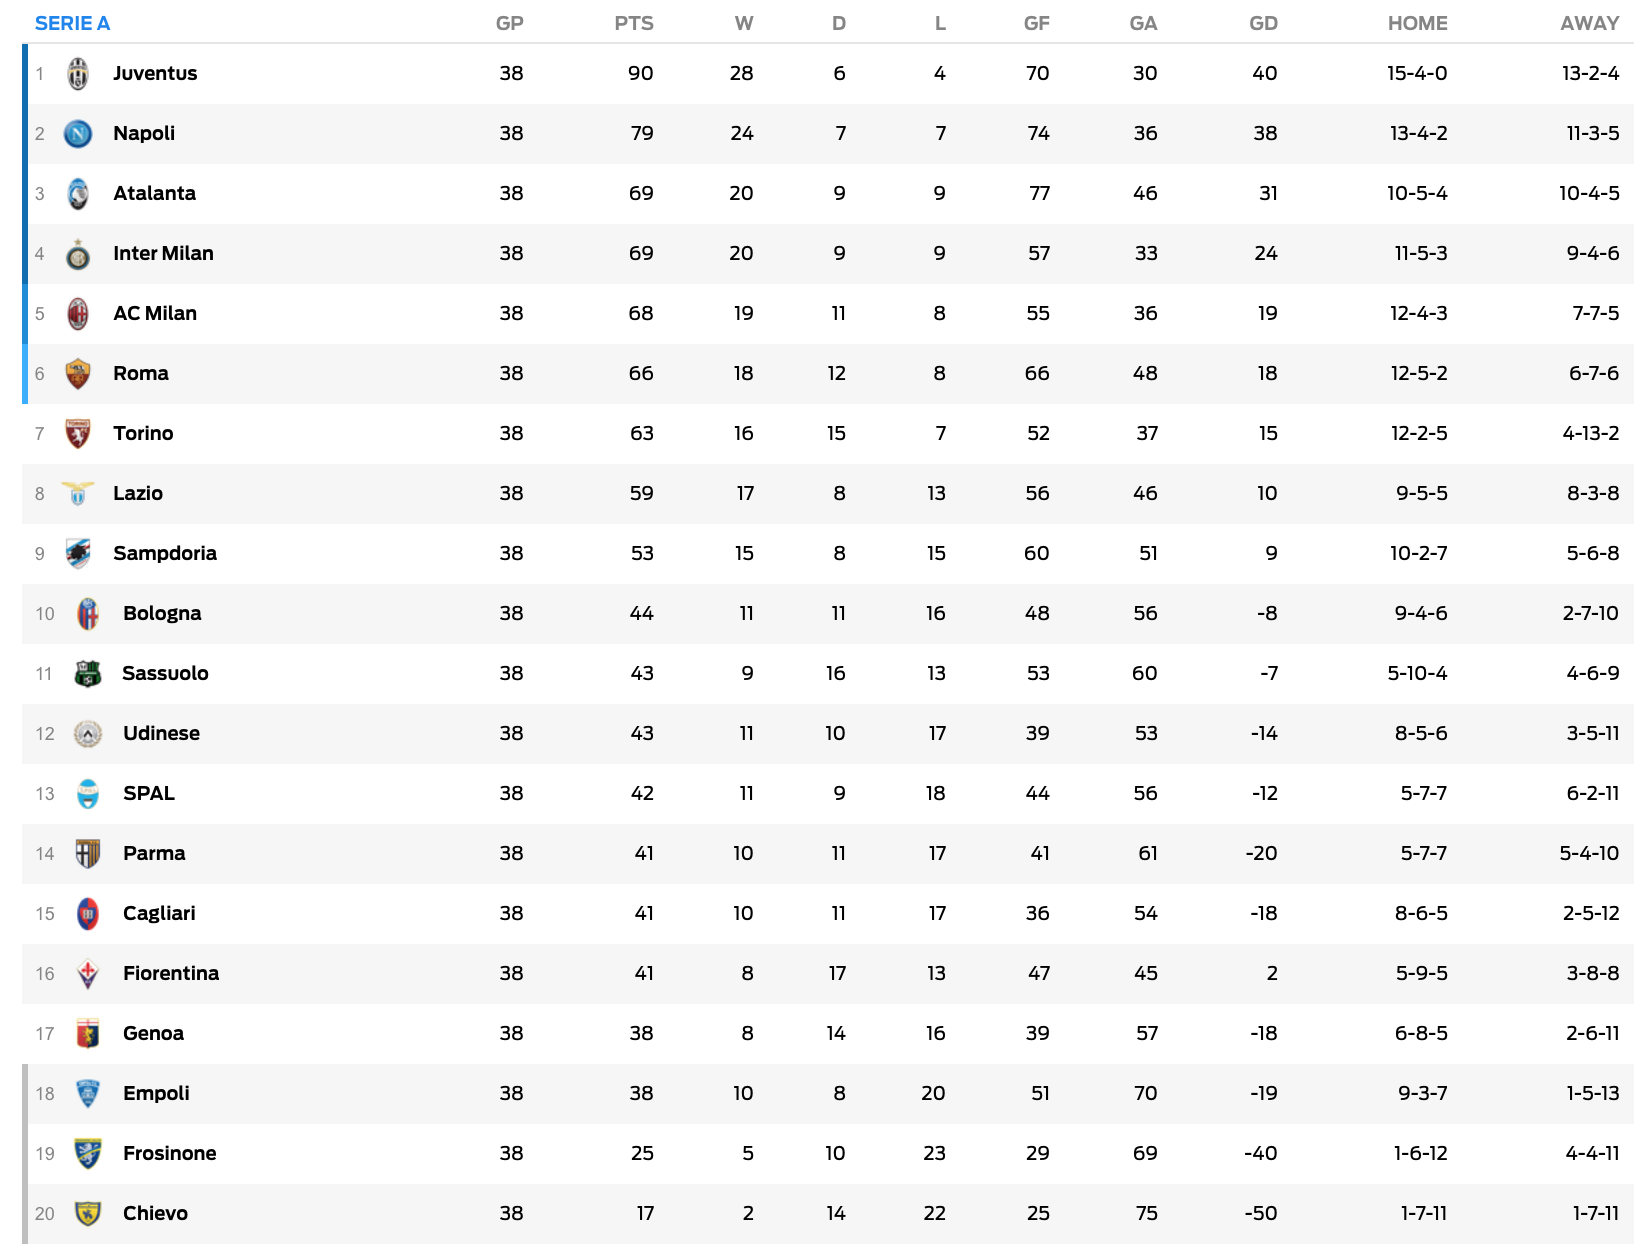 SERIE A GP PTS W D L GF GA GD HOME AWAY
1 Juventus 38 90 28 6 4 70 30 40 15-4-0 13-2-4
2 Napoli 38 79 24 7 7 74 36 38 13-4-2 11-3-5
3 Atalanta 38 69 20 9 9 77 46 31 10-5-4 10-4-5
4 Inter Milan 38 69 20 9 9 57 33 24 11-5-3 9-4-6
5 AC Milan 38 68 19 11 8 55 36 19 12-4-3 7-7-5
6 Roma 38 66 18 12 8 66 48 18 12-5-2 6-7-6
7 Torino 38 63 16 15 7 52 37 15 12-2-5 4-13-2
8 Lazio 38 59 17 8 13 56 46 10 9-5-5 8-3-8
9 Sampdoria 38 53 15 8 15 60 51 9 10-2-7 5-6-8
10 Bologna 38 44 11 11 16 48 56 -8 9-4-6 2-7-10
11 Sassuolo 38 43 9 16 13 53 60 -7 5-10-4 4-6-9
12 Udinese 38 43 11 10 17 39 53 -14 8-5-6 3-5-11
13 SPAL 38 42 11 9 18 44 56 -12 5-7-7 6-2-11
14 Parma 38 41 10 11 17 41 61 -20 5-7-7 5-4-10
15 Cagliari 38 41 10 11 17 36 54 -18 8-6-5 2-5-12
16 Fiorentina 38 41 8 17 13 47 45 2 5-9-5 3-8-8
17 Genoa 38 38 8 14 16 39 57 -18 6-8-5 2-6-11
18 Empoli 38 38 10 8 20 51 70 -19 9-3-7 1-5-13
19 Frosinone 38 25 5 10 23 29 69 -40 1-6-12 4-4-11
20 Chievo 38 17 2 14 22 25 75 -50 1-7-11 1-7-11